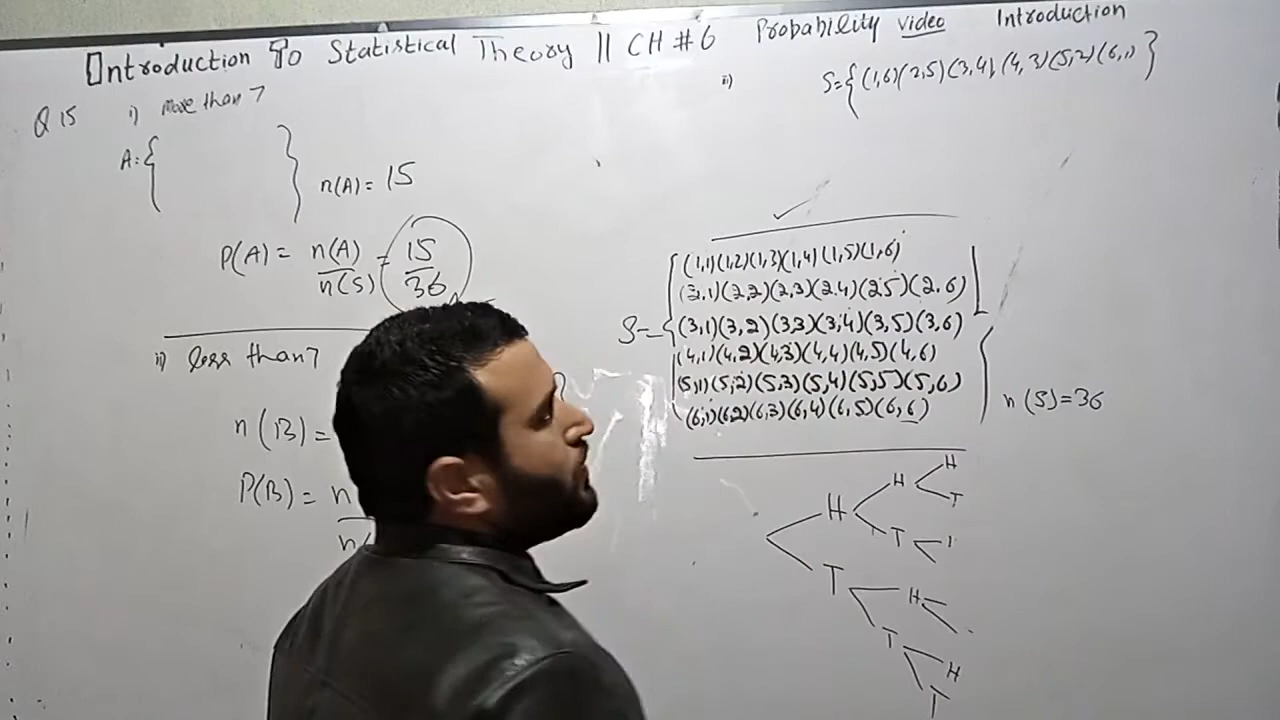 Introduction To Statistical Theory || CH # 6 Probability video Introduction
Q 15 i) More than 7
A = { } n(A) = 15
P(A) = n(A)/n(S) = 15/36
ii) less than 7
n(B) =
P(B) = n
n(
ii) S = { (1,6)(2,5)(3,4)(4,3)(5,2)(6,1) }
S = { (1,1)(1,2)(1,3)(1,4)(1,5)(1,6)
(2,1)(2,2)(2,3)(2,4)(2,5)(2,6)
(3,1)(3,2)(3,3)(3,4)(3,5)(3,6)
(4,1)(4,2)(4,3)(4,4)(4,5)(4,6)
(5,1)(5,2)(5,3)(5,4)(5,5)(5,6)
(6,1)(6,2)(6,3)(6,4)(6,5)(6,6) } n(S) = 36
H
H
T
H
T
T
H
T
H
T